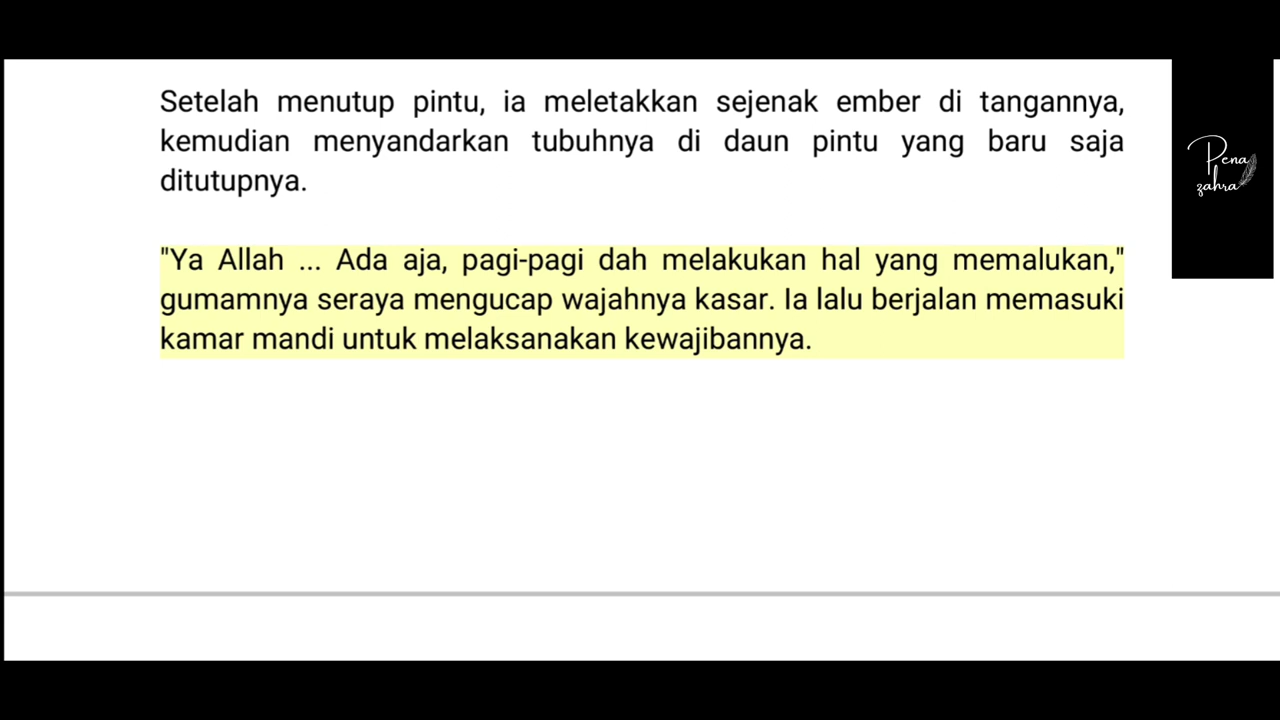 Setelah menutup pintu, ia meletakkan sejenak ember di tangannya,
kemudian menyandarkan tubuhnya di daun pintu yang baru saja
ditutupnya.
"Ya Allah ... Ada aja, pagi-pagi dah melakukan hal yang memalukan,"
gumamnya seraya mengucap wajahnya kasar. Ia lalu berjalan memasuki
kamar mandi untuk melaksanakan kewajibannya.
Pena
zahra